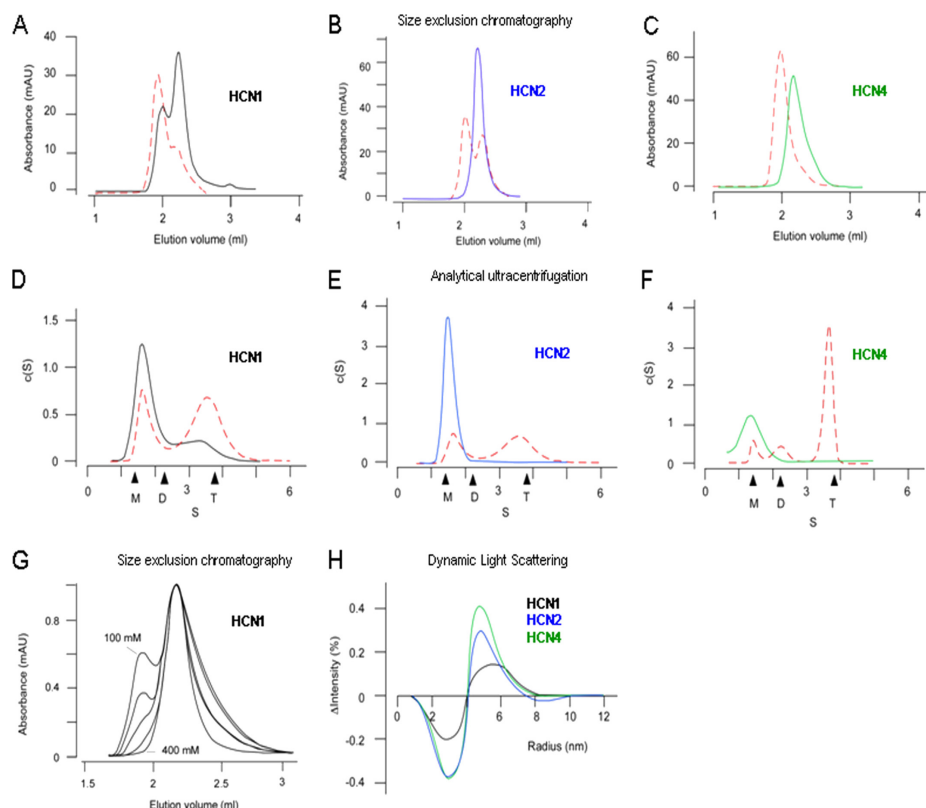 A
B
Size exclusion chromatography
C
Absorbance (mAU)
40
30
20
10
0
HCN1
1
2
3
4
Elution volume (ml)
Absorbance (mAU)
60
40
20
0
HCN2
1
2
3
4
Elution volume (ml)
Absorbance (mAU)
60
40
20
0
HCN4
1
2
3
4
Elution volume (ml)
D
E
Analytical ultracentrifugation
F
c(S)
1.5
1.0
0.5
0
HCN1
0
3
6
M
D
T
S
c(S)
4
3
2
1
0
HCN2
0
3
6
M
D
T
S
c(S)
4
3
2
1
0
HCN4
0
3
6
M
D
T
S
G
Size exclusion chromatography
Absorbance (mAU)
0.8
0.4
0
HCN1
100 mM
400 mM
1.5
2
2.5
3
Elution volume (ml)
H
Dynamic Light Scattering
ΔIntensity (%)
0.4
0.2
0
-0.2
-0.4
HCN1
HCN2
HCN4
0
2
4
6
8
10
12
Radius (nm)